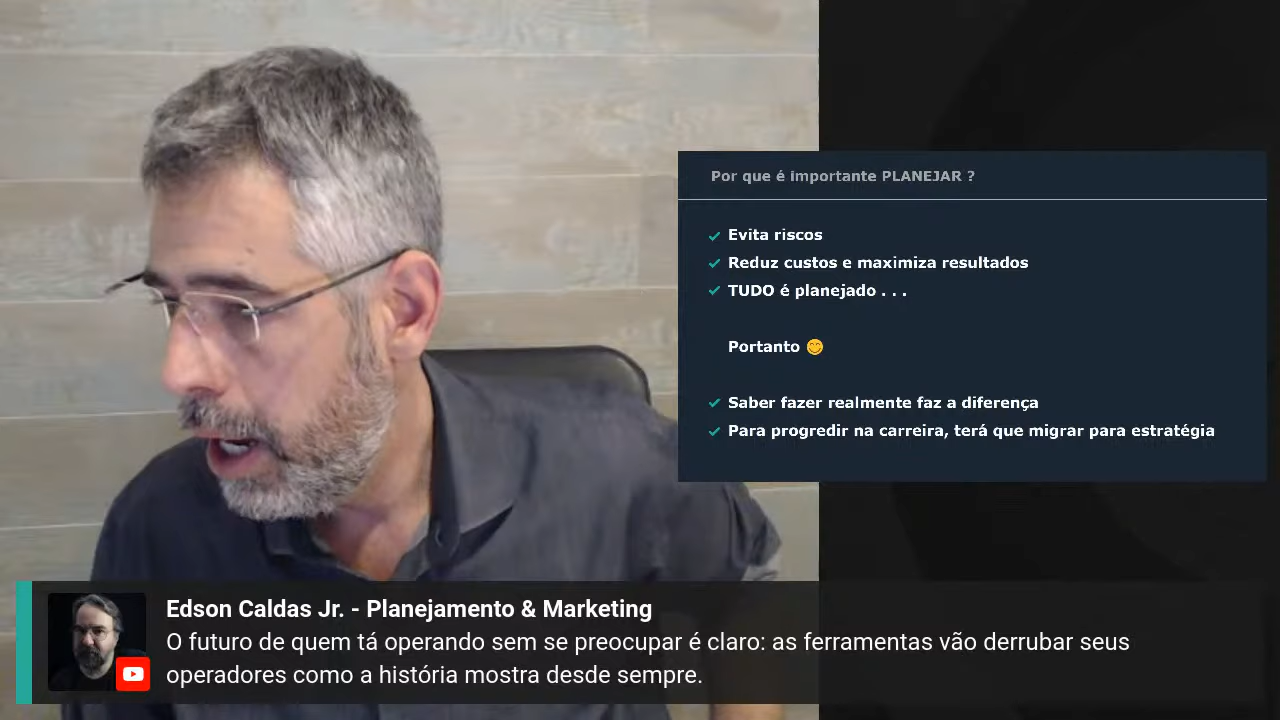 Por que é importante PLANEJAR ?
Evita riscos
Reduz custos e maximiza resultados
TUDO é planejado . . .
Portanto 😊
Saber fazer realmente faz a diferença
Para progredir na carreira, terá que migrar para estratégia
Edson Caldas Jr. - Planejamento & Marketing
O futuro de quem tá operando sem se preocupar é claro: as ferramentas vão derrubar seus
operadores como a história mostra desde sempre.